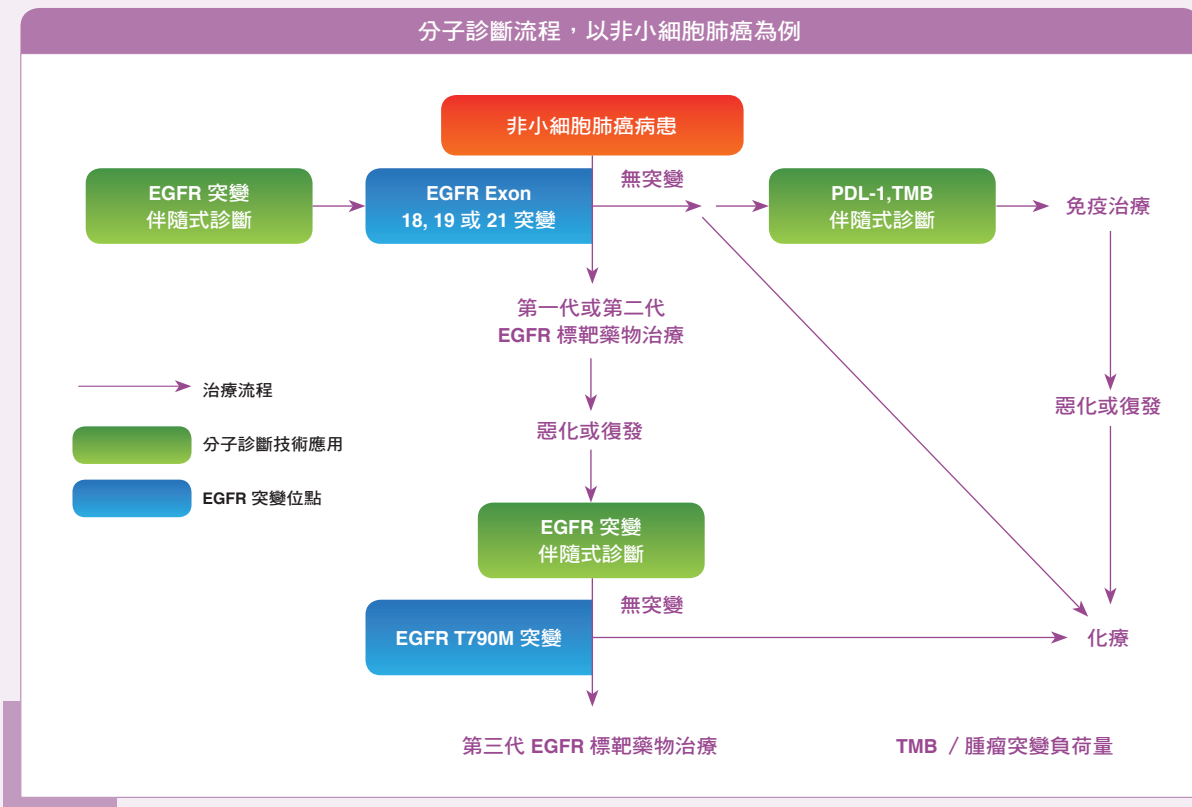 分子診斷流程，以非小細胞肺癌為例
非小細胞肺癌病患
EGFR 突變
伴隨式診斷
EGFR Exon
18, 19 或 21 突變
無突變
PDL-1,TMB
伴隨式診斷
免疫治療
第一代或第二代
EGFR 標靶藥物治療
治療流程
惡化或復發
惡化或復發
分子診斷技術應用
EGFR 突變位點
EGFR 突變
伴隨式診斷
無突變
EGFR T790M 突變
化療
第三代 EGFR 標靶藥物治療
TMB / 腫瘤突變負荷量